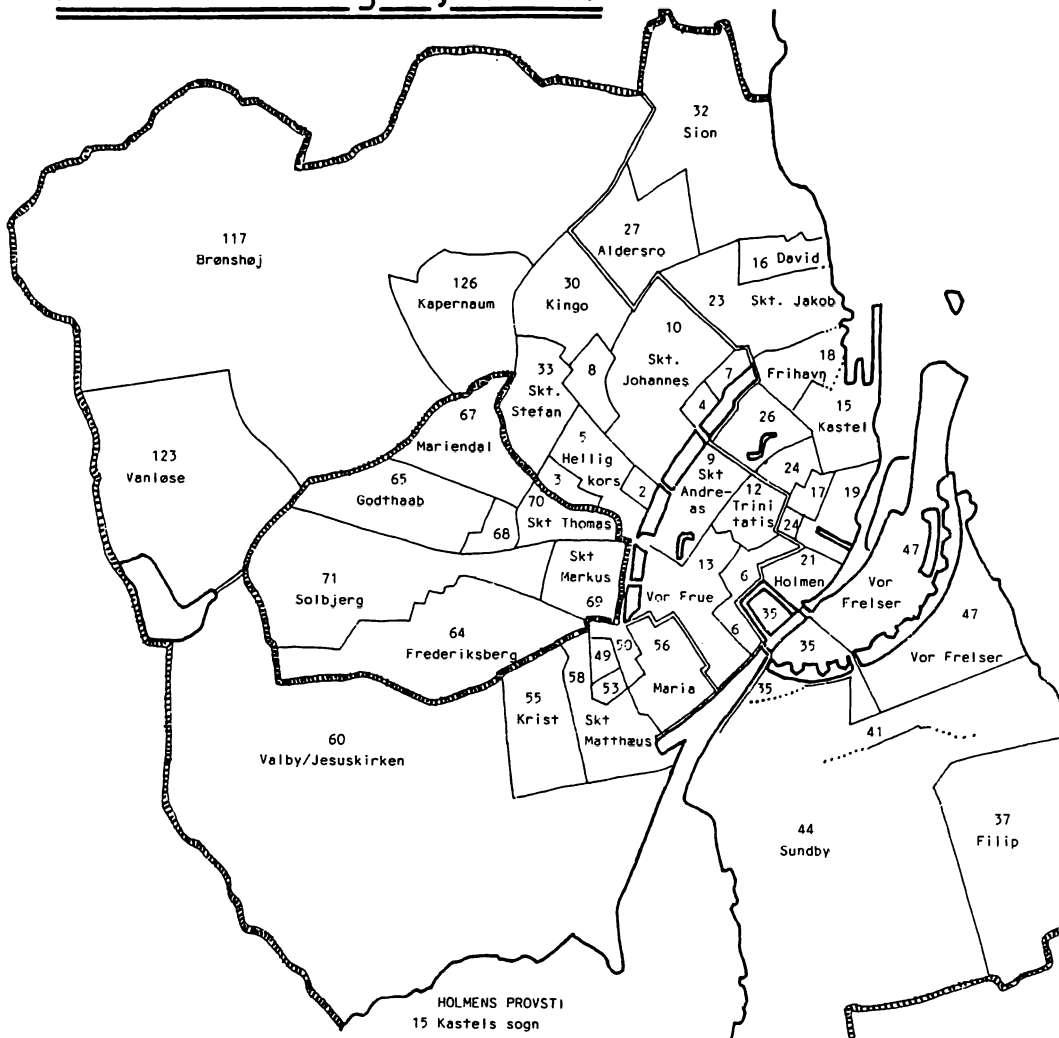 32
Sion
117
Brønshøj
27
Aldersro
16 David
126
Kapernaum
30
Kingo
23 Skt. Jakob
10
Skt.
Johannes
33
Skt.
Stefan
8
7
18
Frihavn
4
15
Kastel
67
Mariendal
26
5
Hellig
kors
9
Skt
Andre-
as
123
Vanløse
65
Godthaab
3
2
24
17
19
12
Trini
tatis
70
Skt Thomas
68
24
47
Skt
Markus
69
13
Vor Frue
6
21
Holmen
Vor
Frelser
71
Solbjerg
64
Frederiksberg
6
35
35
47
Vor Frelser
50
49
56
Maria
58
53
35
55
Krist
Skt
Matthæus
41
60
Valby/Jesuskirken
44
Sundby
37
Filip
HOLMENS PROVSTI
15 Kastels sogn